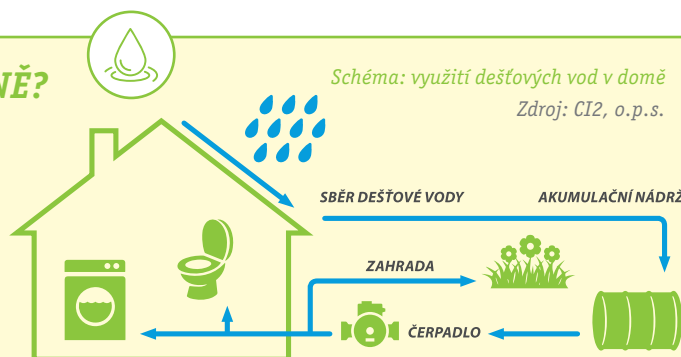 NĚ?
Schéma: využití dešťových vod v domě
Zdroj: CI2, o.p.s.
SBĚR DEŠŤOVÉ VODY
AKUMULAČNÍ NÁDRŽ
ZAHRADA
ČERPADLO